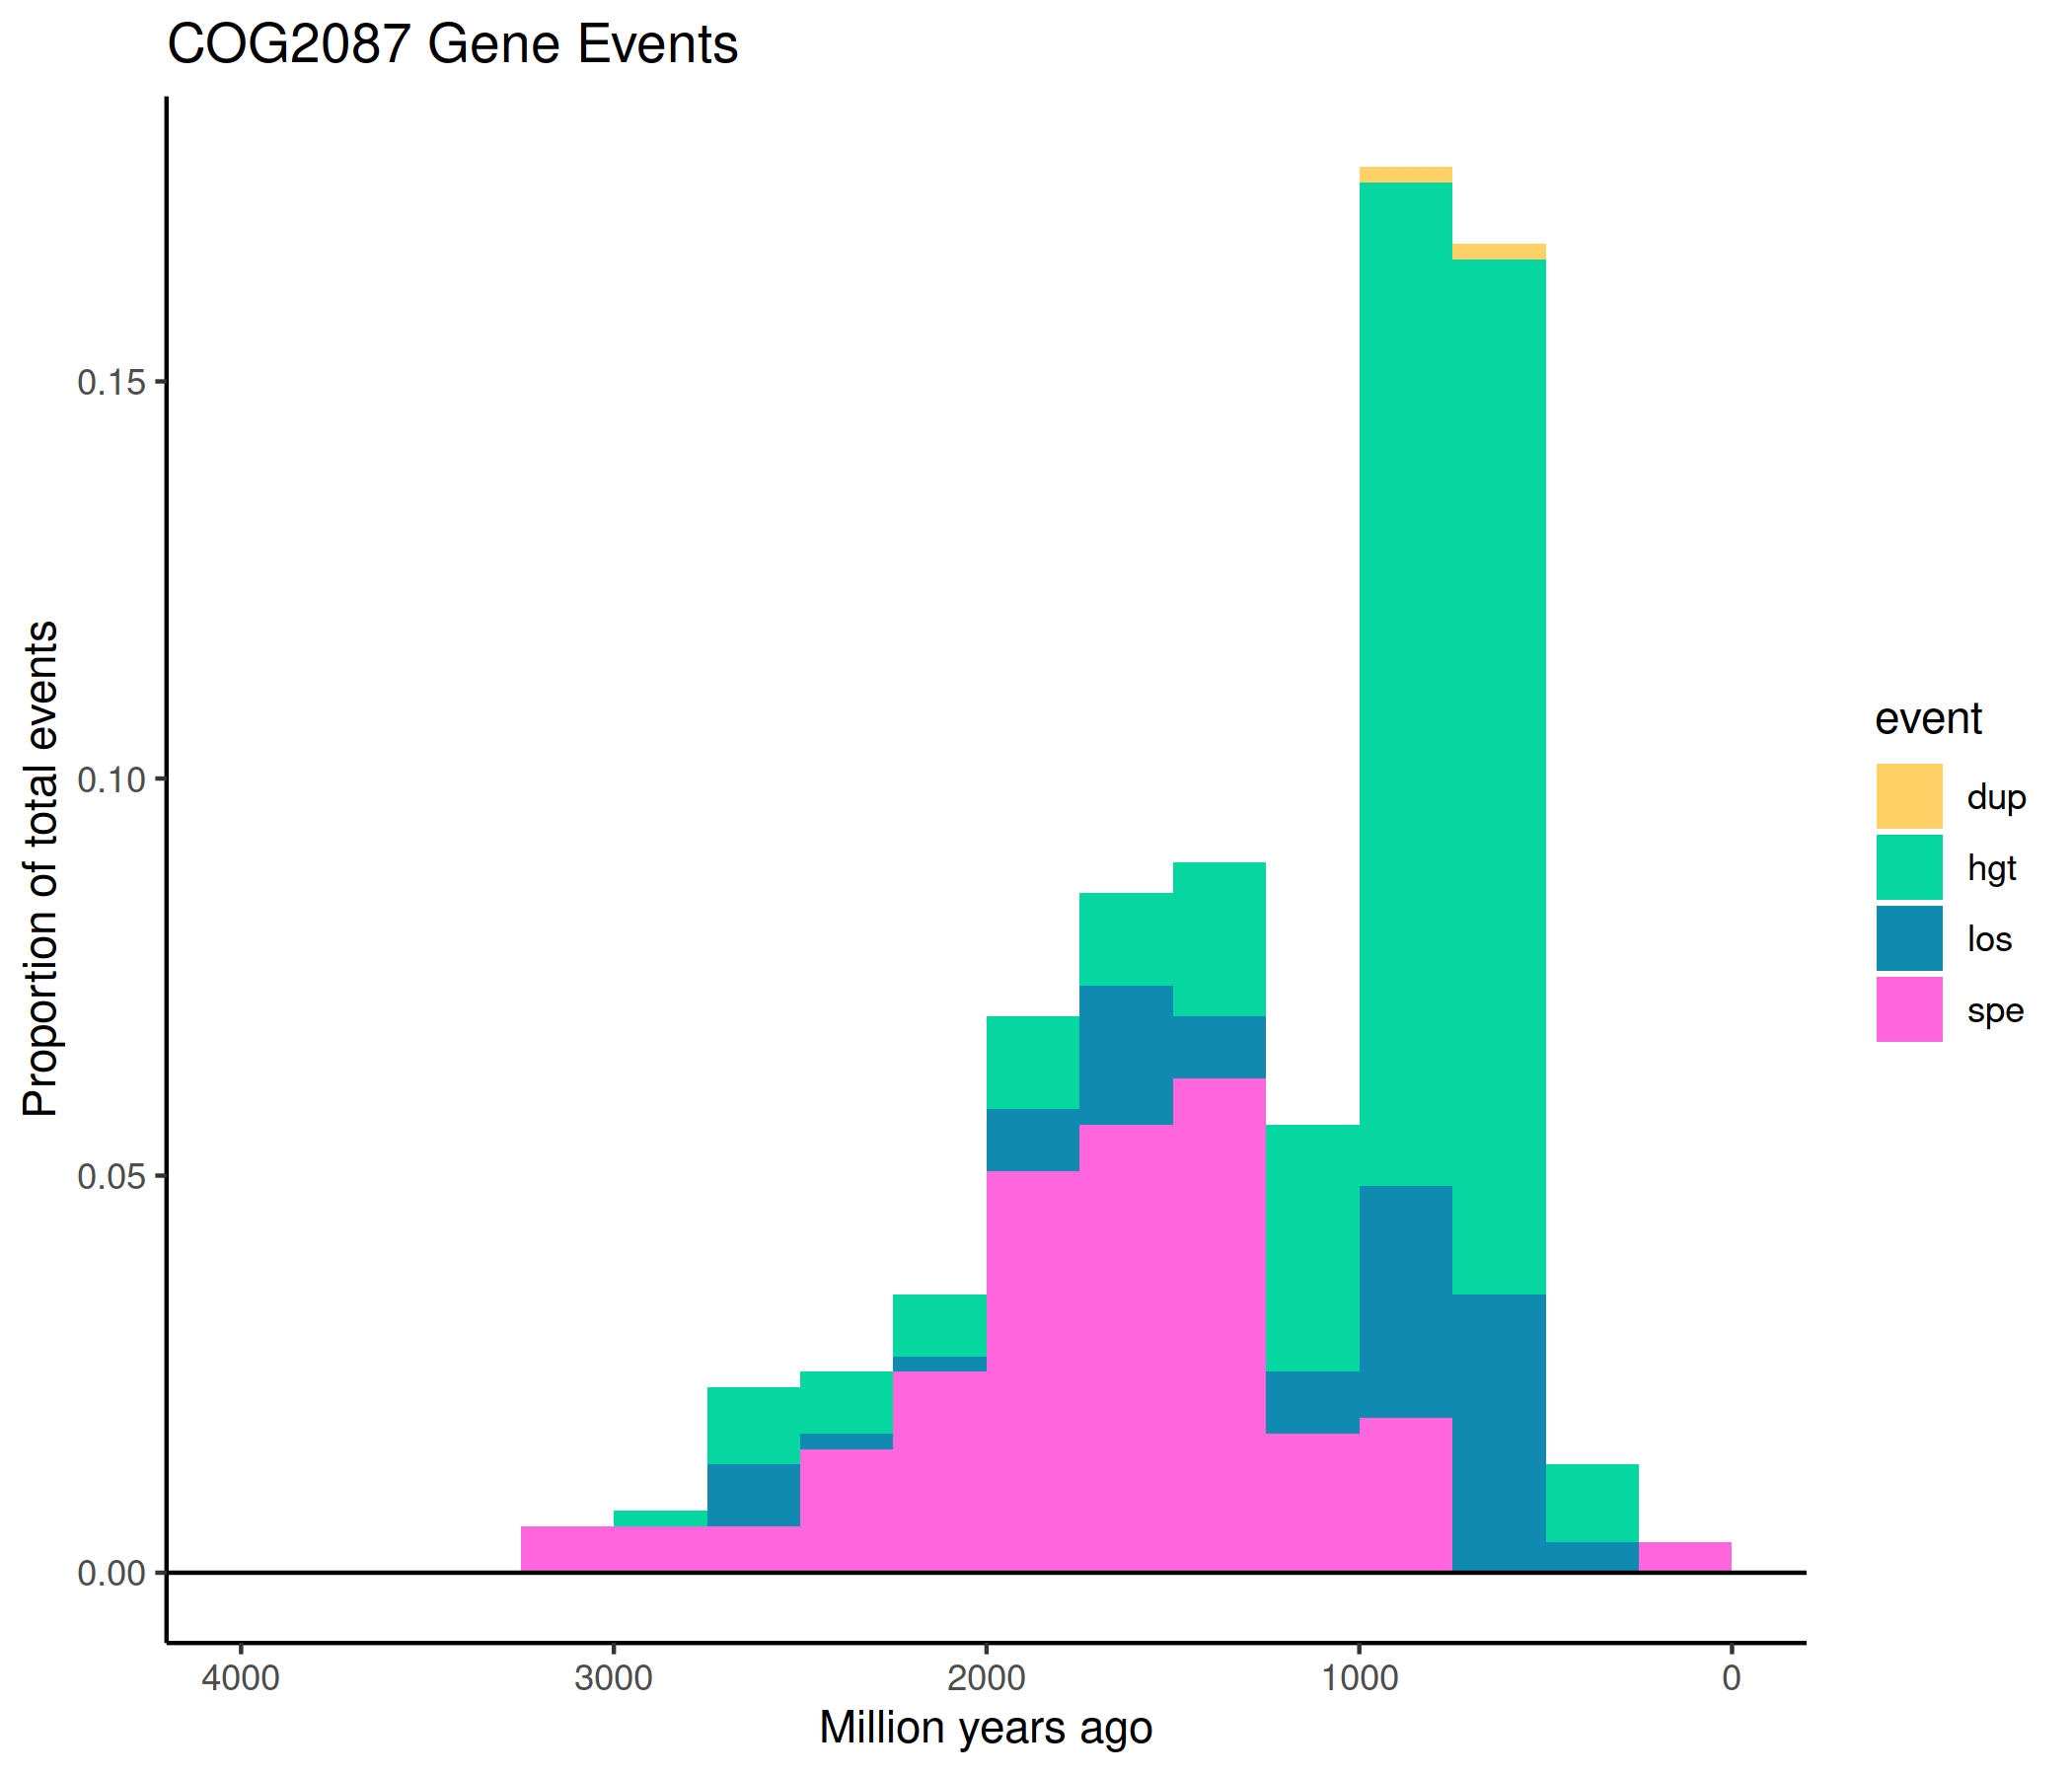 COG2087 Gene Events
Proportion of total events
0.15
0.10
0.05
0.00
4000 3000 2000 1000 0
Million years ago
event
dup
hgt
los
spe